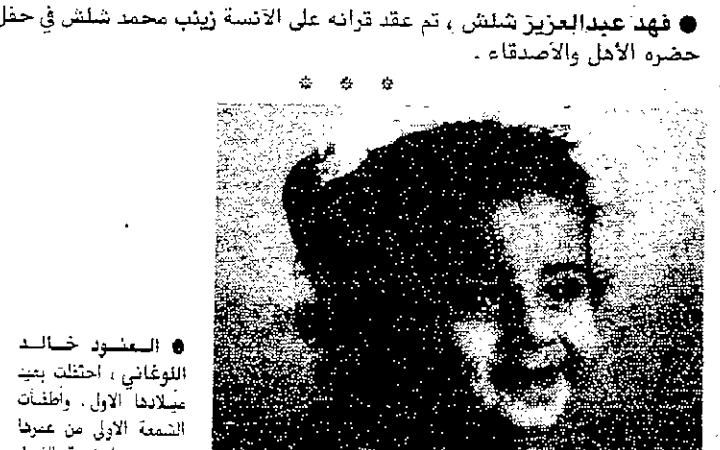 ● فهد عبدالعزيز شلش ، تم عقد قرانه على الآنسة زينب محمد شلش في حفل
حضره الأهل والأصدقاء .
● العنود خالد
اللوغاني ، احتفلت بعيد
ميلادها الاول . واطفأت
الشمعة الاولى من عمرها